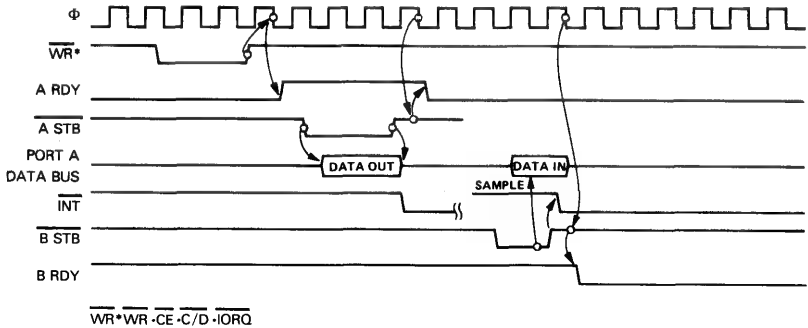 Φ
WR*
A RDY
A STB
PORT A
DATA BUS
DATA OUT
DATA IN
SAMPLE
INT
B STB
B RDY
WR*WR·CE·C/D·IORQ